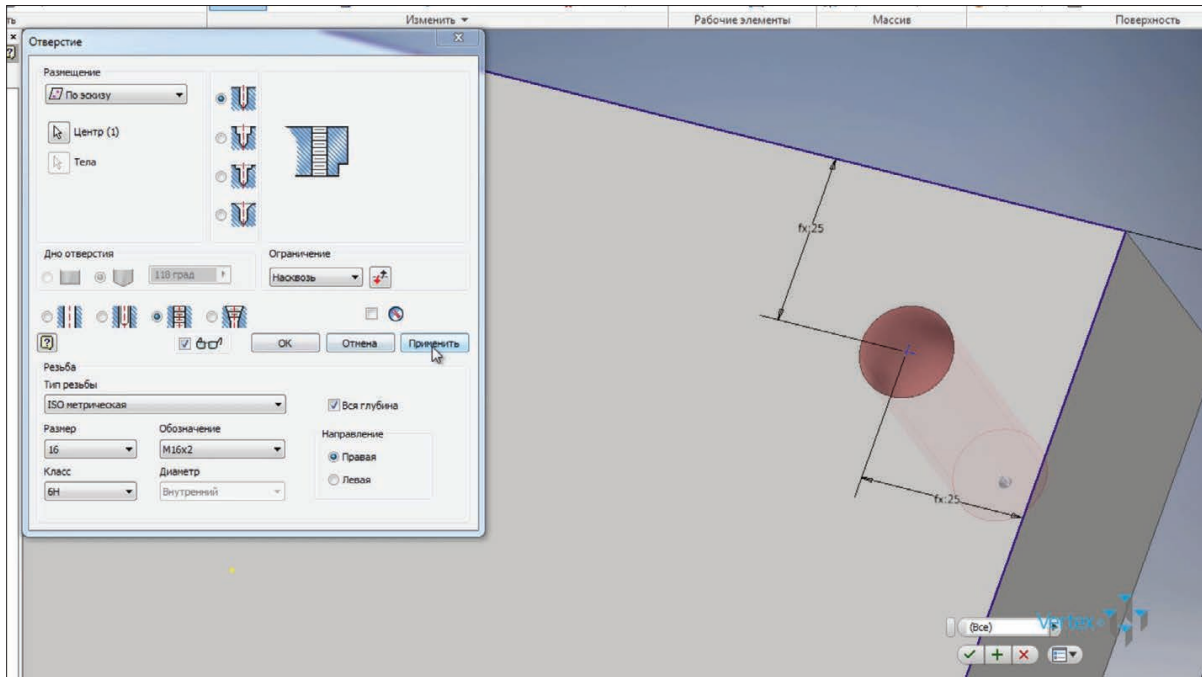 ть
Изменить
Рабочие элементы
Массив
Поверхность
Отверстие
Размещение
По эскизу
Центр (1)
Тела
Дно отверстия
118 град
Ограничение
Насквозь
OK
Отмена
Применить
Резьба
Тип резьбы
ISO метрическая
Вся глубина
Размер
Обозначение
16
M16x2
Направление
Правая
Левая
Класс
Диаметр
6H
Внутренний
fx:25
fx:25
(Все)
Vertex